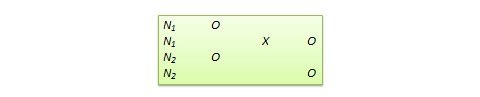 N₁ O
N₁ X O
N₂ O
N₂ O